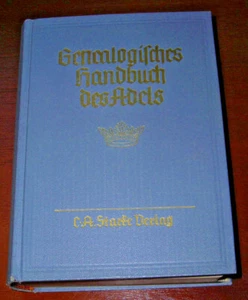 Genealogisches
Handbuch
des Adels
C.A. Starke Verlag